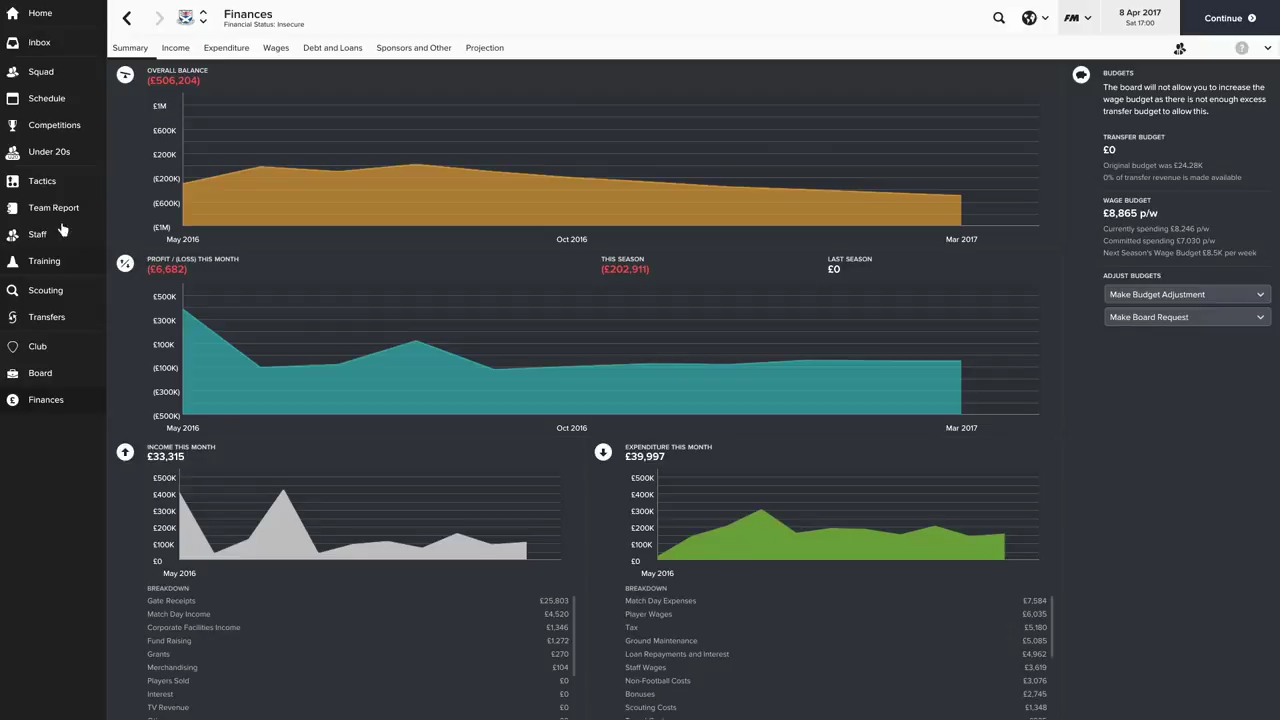 Home
Inbox
Squad
Schedule
Competitions
Under 20s
Tactics
Team Report
Staff
Training
Scouting
Transfers
Club
Board
Finances
Finances
Financial Status: Insecure
FM
8 Apr 2017
Sat 17:00
Continue
Summary Income Expenditure Wages Debt and Loans Sponsors and Other Projection
OVERALL BALANCE
(£506,204)
£1M
£600K
£200K
(£200K)
(£600K)
(£1M)
May 2016 Oct 2016 Mar 2017
PROFIT / (LOSS) THIS MONTH
(£6,682)
THIS SEASON
(£202,911)
LAST SEASON
£0
£500K
£300K
£100K
(£100K)
(£300K)
(£500K)
May 2016 Oct 2016 Mar 2017
INCOME THIS MONTH
£33,315
£500K
£400K
£300K
£200K
£100K
£0
May 2016
BREAKDOWN
Gate Receipts £25,803
Match Day Income £4,520
Corporate Facilities Income £1,346
Fund Raising £1,272
Grants £270
Merchandising £104
Players Sold £0
Interest £0
TV Revenue £0
EXPENDITURE THIS MONTH
£39,997
£500K
£400K
£300K
£200K
£100K
£0
May 2016
BREAKDOWN
Match Day Expenses £7,584
Player Wages £6,035
Tax £5,180
Ground Maintenance £5,085
Loan Repayments and Interest £4,962
Staff Wages £3,619
Non-Football Costs £3,076
Bonuses £2,745
Scouting Costs £1,348
BUDGETS
The board will not allow you to increase the
wage budget as there is not enough excess
transfer budget to allow this.
TRANSFER BUDGET
£0
Original budget was £24.28K
0% of transfer revenue is made available
WAGE BUDGET
£8,865 p/w
Currently spending £8.246 p/w
Committed spending £7.030 p/w
Next Season's Wage Budget £8.5K per week
ADJUST BUDGETS
Make Budget Adjustment
Make Board Request